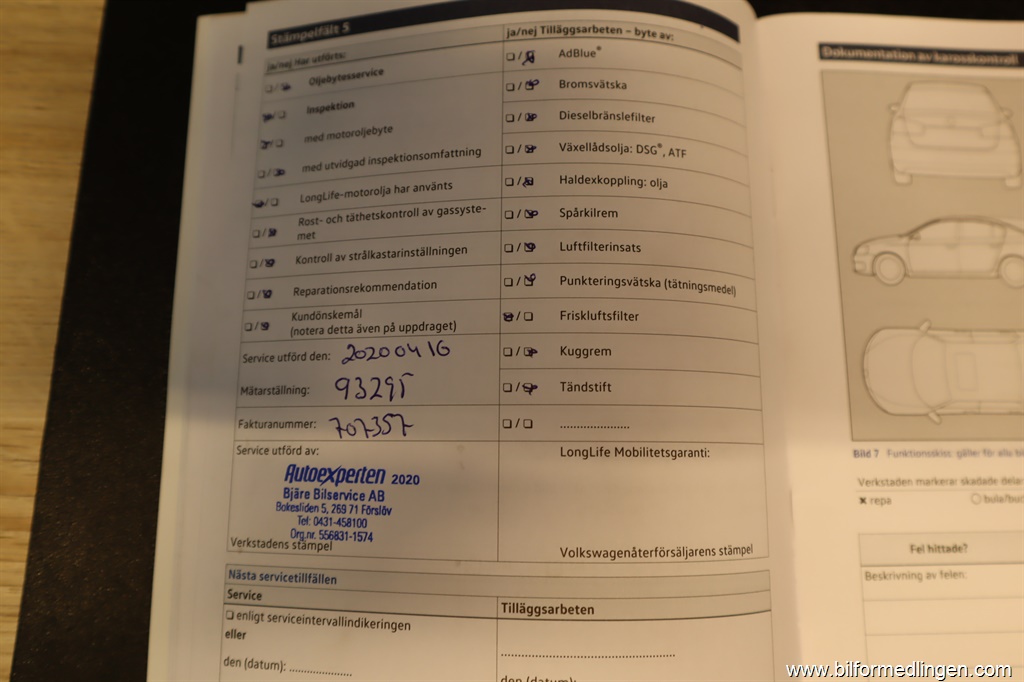 Stämpelfält 5
ja/nej Har utförts:
❏ / ❏ Oljebytesservice
❏ / ❏ Inspektion
❏ / ❏ med motoroljebyte
❏ / ❏ med utvidgad inspektionsomfattning
❏ / ❏ LongLife-motorolja har använts
❏ / ❏ Rost- och täthetskontroll av gassyste-
met
❏ / ❏ Kontroll av strålkastarinställningen
❏ / ❏ Reparationsrekommendation
❏ / ❏ Kundönskemål
(notera detta även på uppdraget)
Service utförd den: 20200416
Mätarställning: 93295
Fakturanummer: 707357
Service utförd av:
Autoexperten 2020
Bjäre Bilservice AB
Bokesliden 5, 269 71 Förslöv
Tel: 0431-458100
Org.nr. 556831-1574
Verkstadens stämpel
ja/nej Tilläggsarbeten – byte av:
❏ / ❏ AdBlue®
❏ / ❏ Bromsvätska
❏ / ❏ Dieselbränslefilter
❏ / ❏ Växellådsolja: DSG®, ATF
❏ / ❏ Haldexkoppling: olja
❏ / ❏ Spårkilrem
❏ / ❏ Luftfilterinsats
❏ / ❏ Punkteringsvätska (tätningsmedel)
❏ / ❏ Friskluftsfilter
❏ / ❏ Kuggrem
❏ / ❏ Tändstift
❏ / ❏ .....................
LongLife Mobilitetsgaranti:
Volkswagenåterförsäljarens stämpel
Nästa servicetillfällen
Service
❏ enligt serviceintervallindikeringen
eller
den (datum): ...................
Tilläggsarbeten
.....................................................
den (datum):
Dokumentation av karosskontroll
Bild 7 Funktionsskiss: gäller för alla
Verkstaden markerar skadade
✖ repa ○
Fel hittade?
Beskrivning av felen:
www.bilformedlingen.com